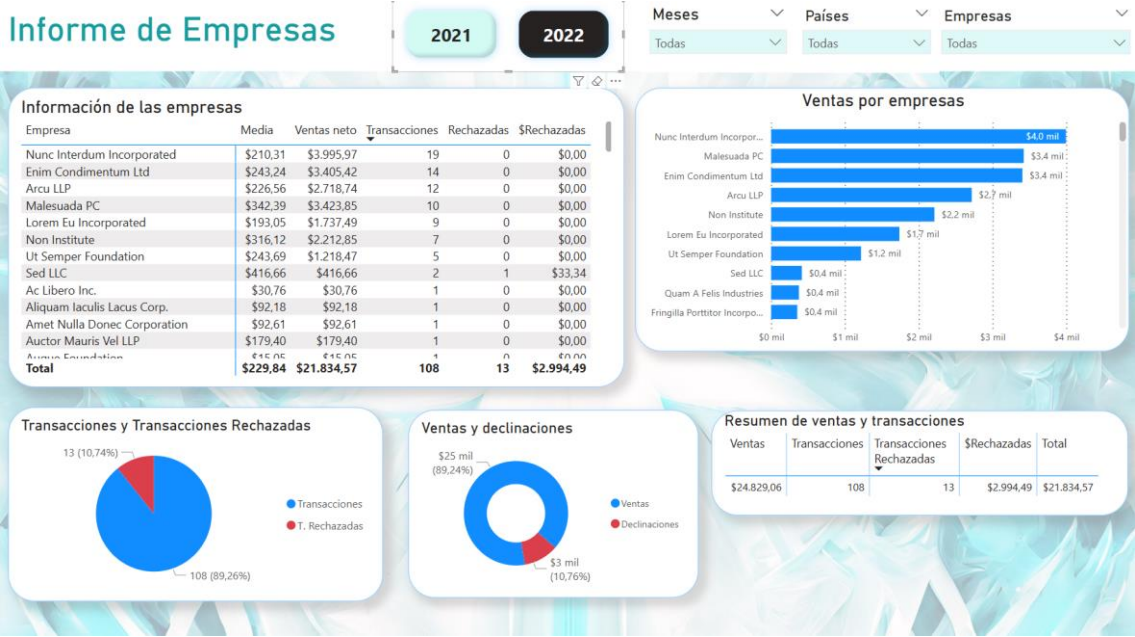 Informe de Empresas
2021
2022
Meses
Todas
Países
Todas
Empresas
Todas
Información de las empresas
Empresa Media Ventas neto Transacciones Rechazadas $Rechazadas
Nunc Interdum Incorporated $210,31 $3.995,97 19 0 $0,00
Enim Condimentum Ltd $243,24 $3.405,42 14 0 $0,00
Arcu LLP $226,56 $2.718,74 12 0 $0,00
Malesuada PC $342,39 $3.423,85 10 0 $0,00
Lorem Eu Incorporated $193,05 $1.737,49 9 0 $0,00
Non Institute $316,12 $2.212,85 7 0 $0,00
Ut Semper Foundation $243,69 $1.218,47 5 0 $0,00
Sed LLC $416,66 $416,66 2 1 $33,34
Ac Libero Inc. $30,76 $30,76 1 0 $0,00
Aliquam Iaculis Lacus Corp. $92,18 $92,18 1 0 $0,00
Amet Nulla Donec Corporation $92,61 $92,61 1 0 $0,00
Auctor Mauris Vel LLP $179,40 $179,40 1 0 $0,00
Augue Foundation $15,05 $15,05 1 0 $0,00
Total $229,84 $21.834,57 108 13 $2.994,49
Ventas por empresas
Nunc Interdum Incorpor... $4,0 mil
Malesuada PC $3,4 mil
Enim Condimentum Ltd $3,4 mil
Arcu LLP $2,7 mil
Non Institute $2,2 mil
Lorem Eu Incorporated $1,7 mil
Ut Semper Foundation $1,2 mil
Sed LLC $0,4 mil
Quam A Felis Industries $0,4 mil
Fringilla Porttitor Incorpo... $0,4 mil
$0 mil $1 mil $2 mil $3 mil $4 mil
Transacciones y Transacciones Rechazadas
13 (10,74%)
Transacciones
T. Rechazadas
108 (89,26%)
Ventas y declinaciones
$25 mil
(89,24%)
Ventas
Declinaciones
$3 mil
(10,76%)
Resumen de ventas y transacciones
Ventas Transacciones Transacciones $Rechazadas Total
Rechazadas
$24.829,06 108 13 $2.994,49 $21.834,57